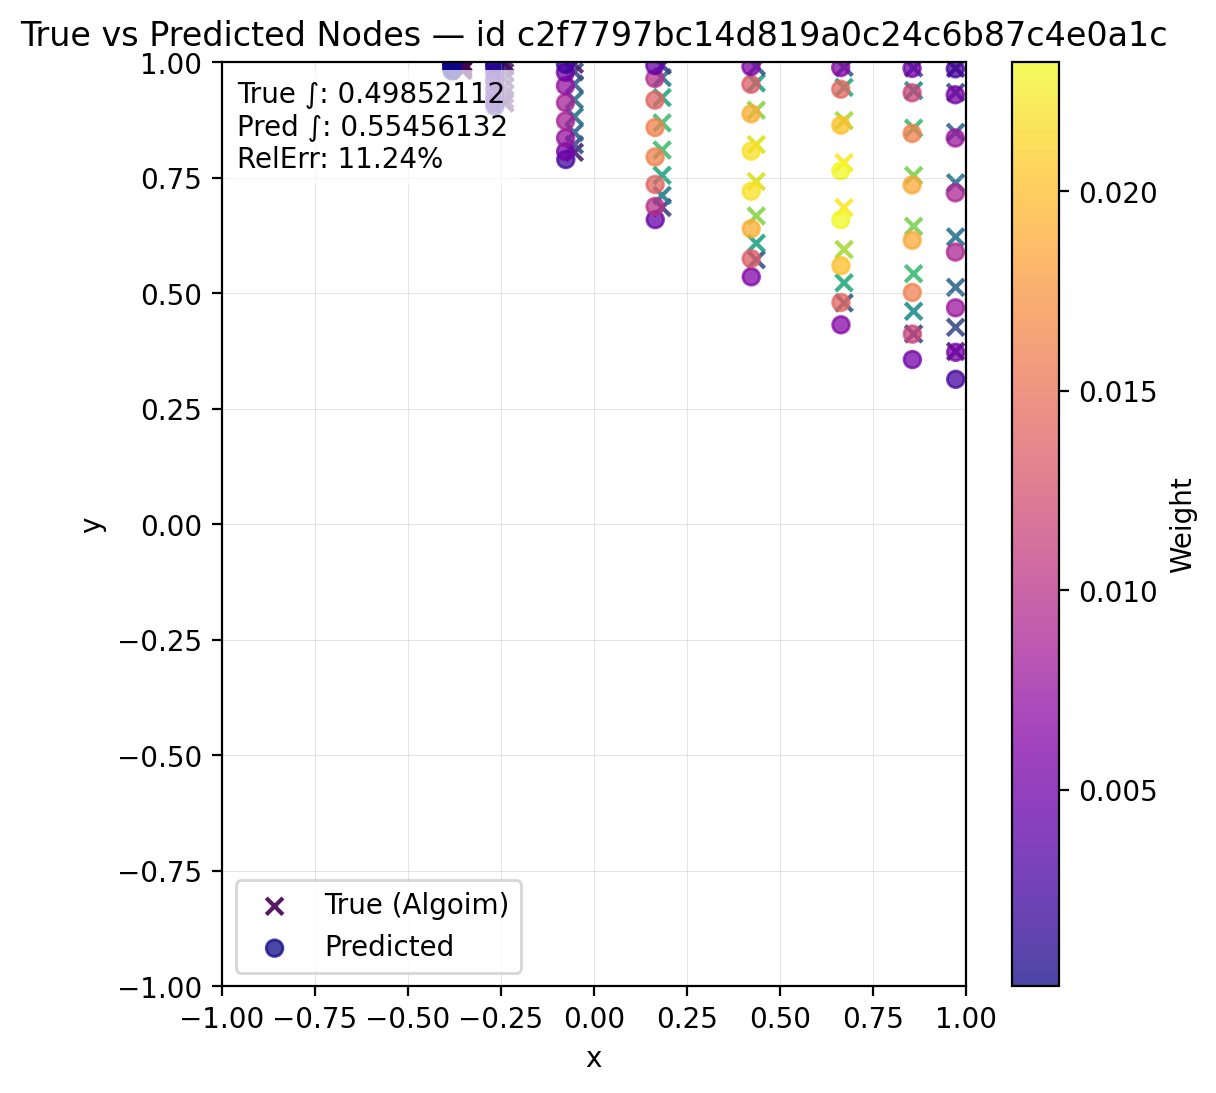 True vs Predicted Nodes — id c2f7797bc14d819a0c24c6b87c4e0a1c
True ∫: 0.49852112
Pred ∫: 0.55456132
RelErr: 11.24%
1.00
0.75
0.50
0.25
0.00
−0.25
−0.50
−0.75
−1.00
y
True (Algoim)
Predicted
−1.00 −0.75 −0.50 −0.25 0.00 0.25 0.50 0.75 1.00
x
0.020
0.015
0.010
0.005
Weight